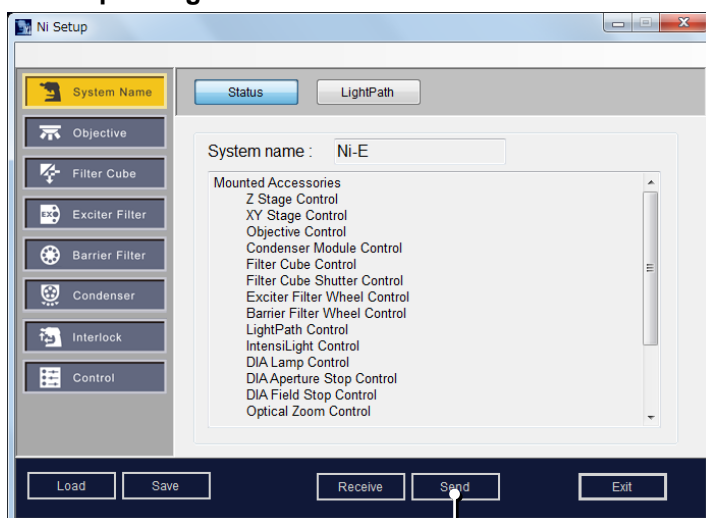 Ni Setup
System Name
Status
LightPath
Objective
System name : Ni-E
Filter Cube
Mounted Accessories
Z Stage Control
XY Stage Control
Exciter Filter
Objective Control
Condenser Module Control
Barrier Filter
Filter Cube Control
Filter Cube Shutter Control
Condenser
Exciter Filter Wheel Control
Barrier Filter Wheel Control
Interlock
LightPath Control
IntensiLight Control
DIA Lamp Control
Control
DIA Aperture Stop Control
DIA Field Stop Control
Optical Zoom Control
Load
Save
Receive
Send
Exit